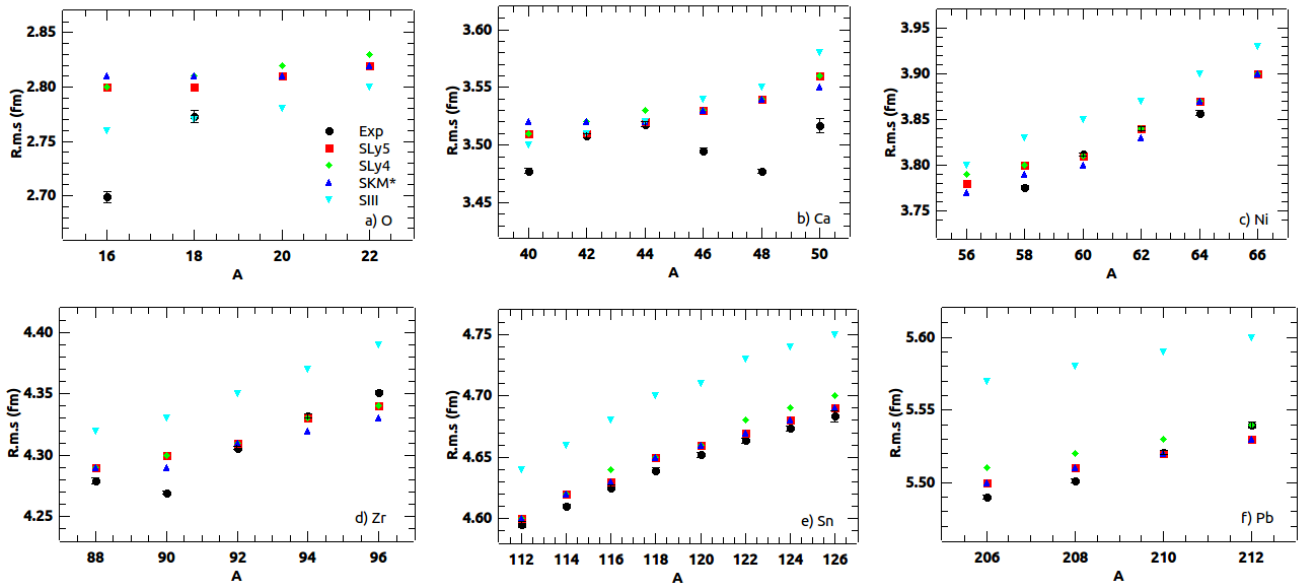 2.85
2.80
2.75
2.70
R.m.s (fm)
16
18
20
22
A
Exp
SLy5
SLy4
SKM*
SIII
a) O
3.60
3.55
3.50
3.45
R.m.s (fm)
40
42
44
46
48
50
A
b) Ca
3.95
3.90
3.85
3.80
3.75
R.m.s (fm)
56
58
60
62
64
66
A
c) Ni
4.40
4.35
4.30
4.25
R.m.s (fm)
88
90
92
94
96
A
d) Zr
4.75
4.70
4.65
4.60
R.m.s (fm)
112
114
116
118
120
122
124
126
A
e) Sn
5.60
5.54
5.50
R.m.s (fm)
206
208
210
212
A
f) Pb